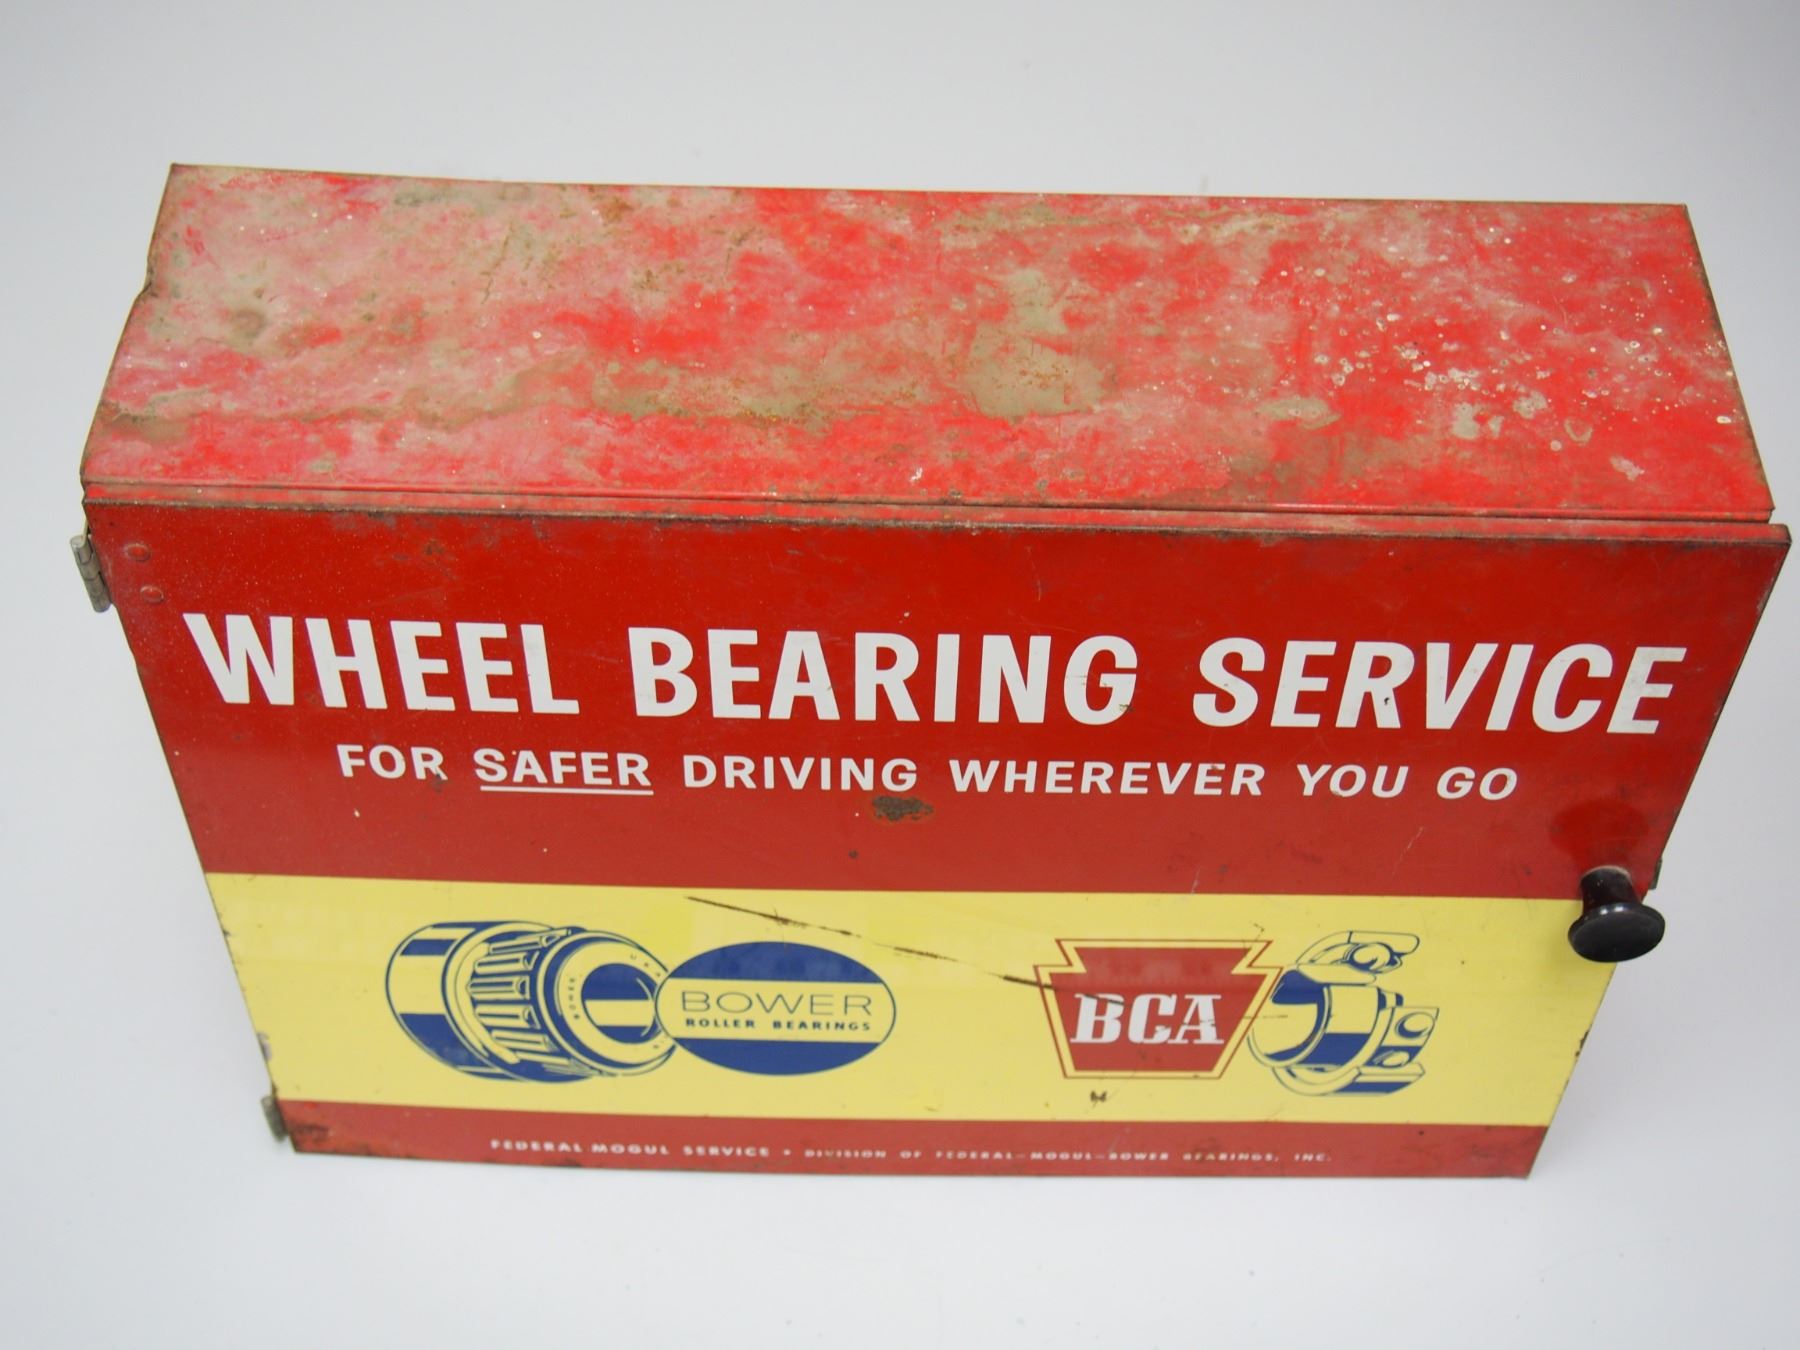 WHEEL BEARING SERVICE
FOR SAFER DRIVING WHEREVER YOU GO
BOWER
ROLLER BEARINGS
BCA
FEDERAL-MOGUL SERVICE • DIVISION OF FEDERAL-MOGUL-BOWER BEARINGS, INC.